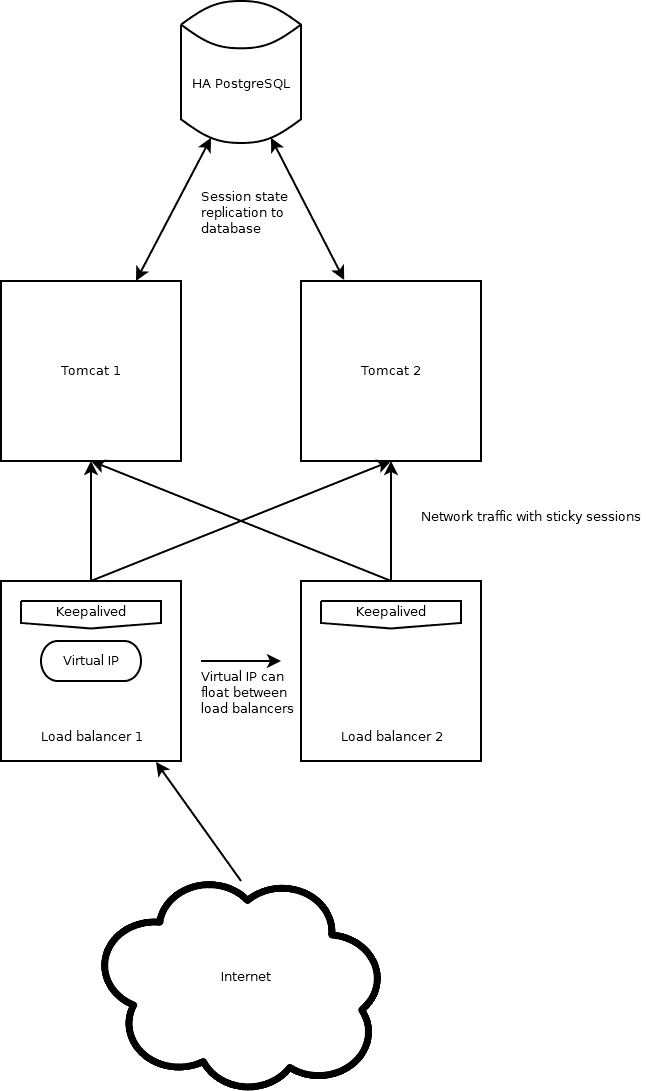 HA PostgreSQL
Session state
replication to
database
Tomcat 1
Tomcat 2
Network traffic with sticky sessions
Keepalived
Keepalived
Virtual IP
Virtual IP can
float between
load balancers
Load balancer 1
Load balancer 2
Internet